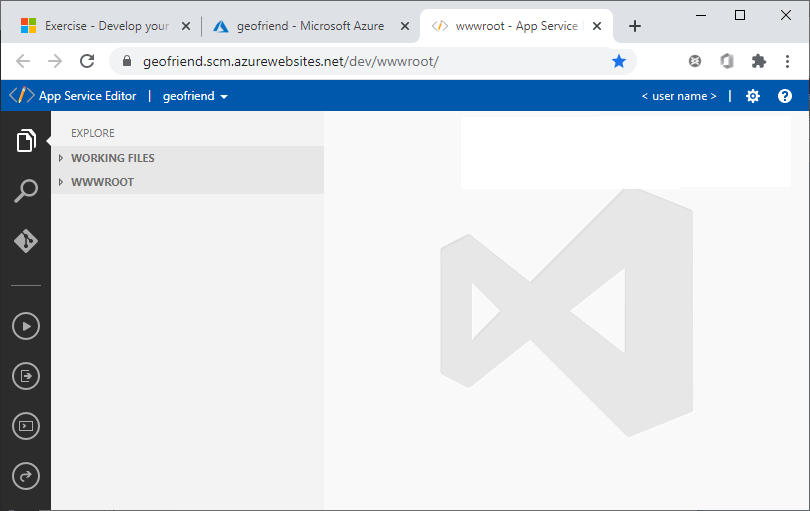 Exercise - Develop your
geofriend - Microsoft Azure
wwwroot - App Service
geofriend.scm.azurewebsites.net/dev/wwwroot/
App Service Editor | geofriend
< user name > |
EXPLORE
WORKING FILES
WWWROOT